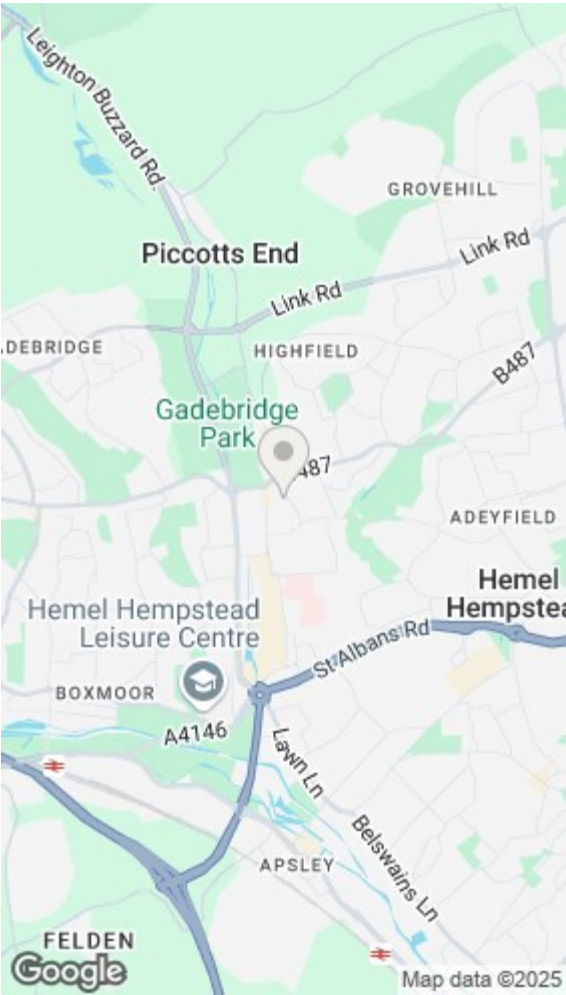 Leighton Buzzard Rd
GROVEHILL
Piccotts End
Link Rd
Link Rd
ADEBRIDGE
HIGHFIELD
B487
Gadebridge
Park
487
ADEYFIELD
Hemel
Hempstea
Hemel Hempstead
Leisure Centre
St Albans Rd
BOXMOOR
A4146
Lawn Ln
Belswains Ln
APSLEY
FELDEN
Google
Map data ©2025